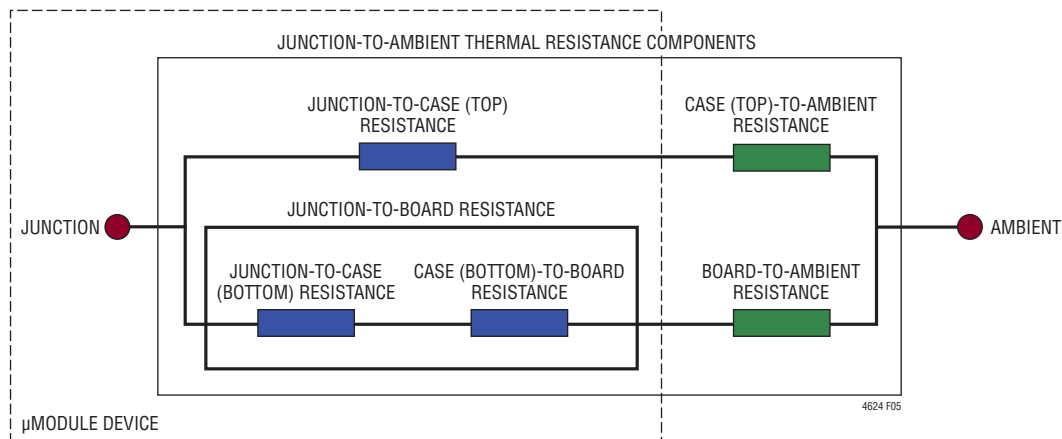 JUNCTION-TO-AMBIENT THERMAL RESISTANCE COMPONENTS
JUNCTION-TO-CASE (TOP)
RESISTANCE
CASE (TOP)-TO-AMBIENT
RESISTANCE
JUNCTION
JUNCTION-TO-BOARD RESISTANCE
AMBIENT
JUNCTION-TO-CASE
(BOTTOM) RESISTANCE
CASE (BOTTOM)-TO-BOARD
RESISTANCE
BOARD-TO-AMBIENT
RESISTANCE
4624 F05
µMODULE DEVICE